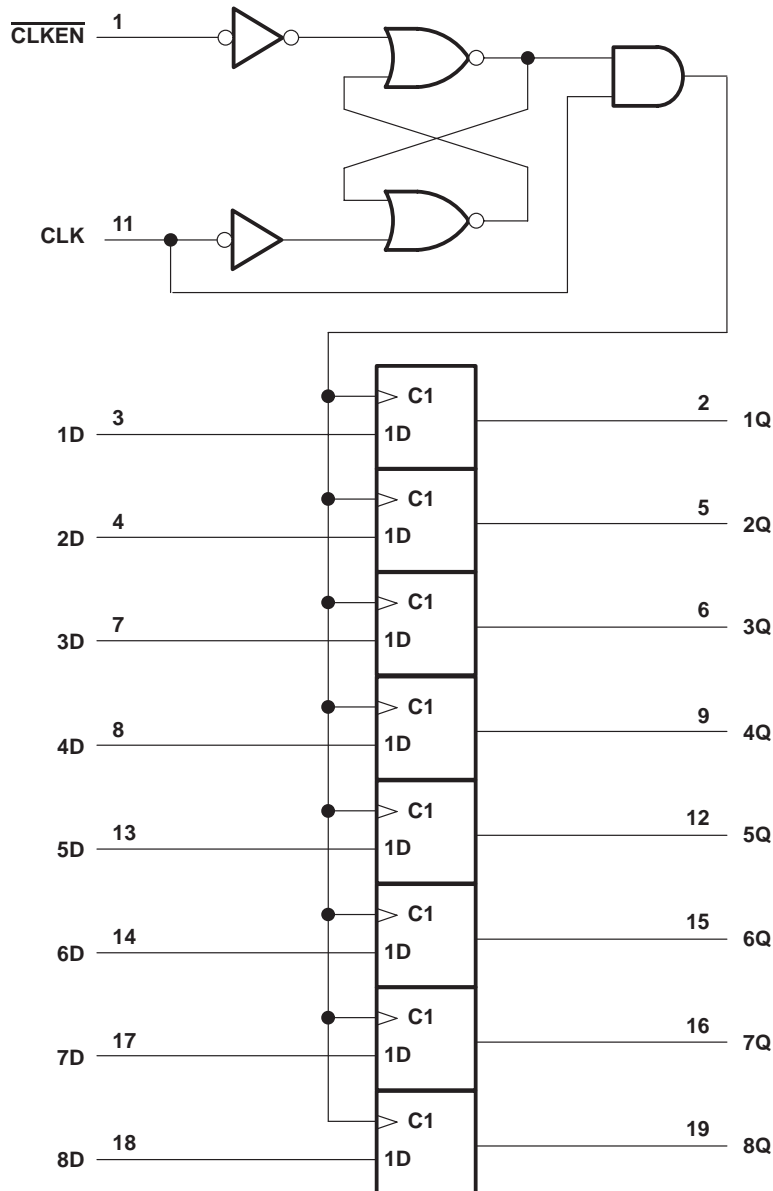 CLKEN 1
CLK 11
C1
1D 3 1D 2 1Q
C1
2D 4 1D 5 2Q
C1
3D 7 1D 6 3Q
C1
4D 8 1D 9 4Q
C1
5D 13 1D 12 5Q
C1
6D 14 1D 15 6Q
C1
7D 17 1D 16 7Q
C1
8D 18 1D 19 8Q